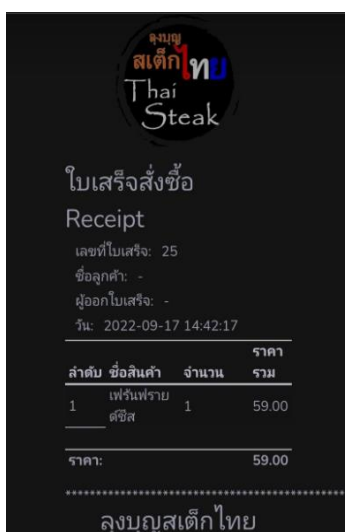 ลุงบุญ
สเต็กไทย
Thai
Steak
ใบเสร็จสั่งซื้อ
Receipt
เลขที่ใบเสร็จ: 25
ชื่อลูกค้า: -
ผู้ออกใบเสร็จ: -
วัน: 2022-09-17 14:42:17
ราคา
ลำดับ ชื่อสินค้า จำนวน รวม
เฟรันฟราย
1 1 59.00
ด์ชีส
ราคา: 59.00
**********************************************
ลุงบุญสเต็กไทย